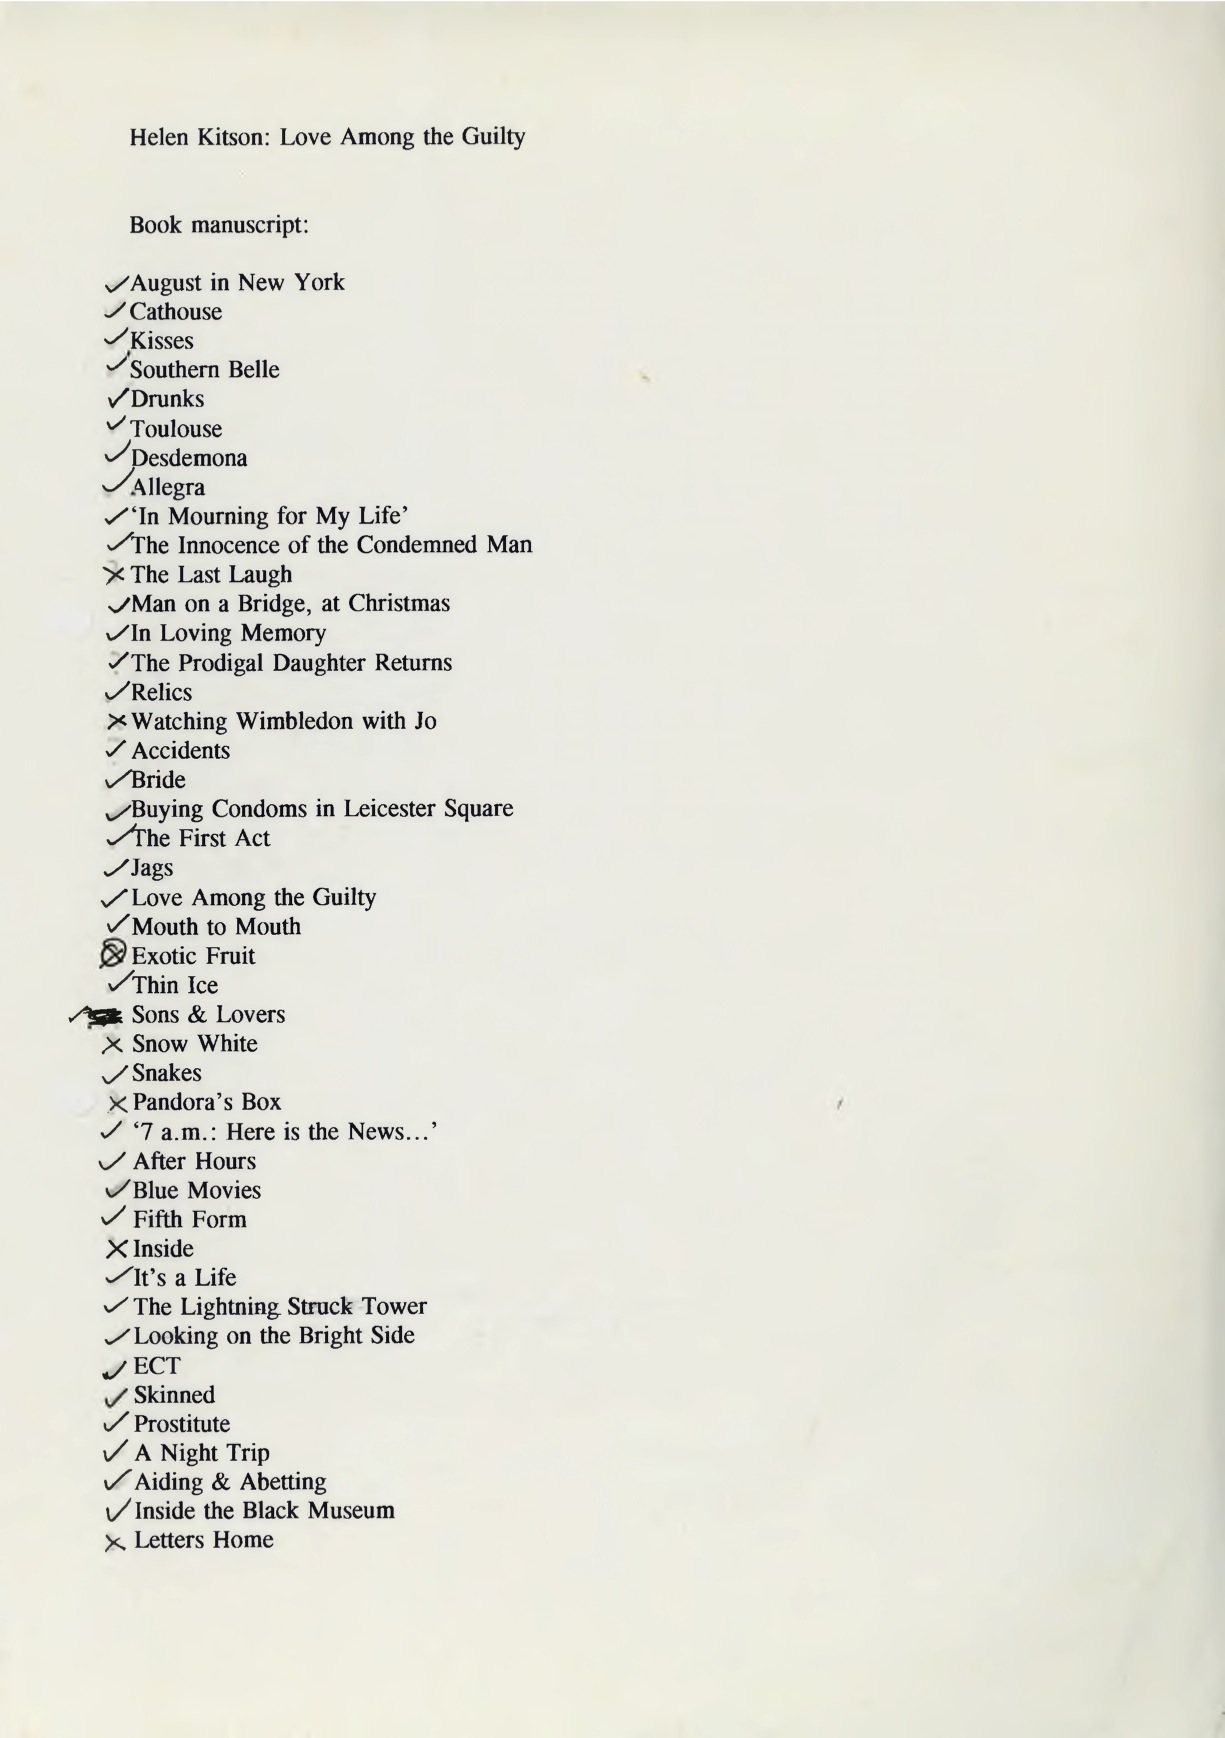 Helen Kitson: Love Among the Guilty
Book manuscript:
✓ August in New York
✓ Cathouse
✓ Kisses
✓ Southern Belle
✓ Drunks
✓ Toulouse
✓ Desdemona
✓ Allegra
✓ ‘In Mourning for My Life’
✓ The Innocence of the Condemned Man
✗ The Last Laugh
✓ Man on a Bridge, at Christmas
✓ In Loving Memory
✓ The Prodigal Daughter Returns
✓ Relics
✗ Watching Wimbledon with Jo
✓ Accidents
✓ Bride
✓ Buying Condoms in Leicester Square
✓ The First Act
✓ Jags
✓ Love Among the Guilty
✓ Mouth to Mouth
⊗ Exotic Fruit
✓ Thin Ice
✓ Sons & Lovers
✗ Snow White
✓ Snakes
✗ Pandora’s Box
✓ ‘7 a.m.: Here is the News...’
✓ After Hours
✓ Blue Movies
✓ Fifth Form
✗ Inside
✓ It’s a Life
✓ The Lightning Struck Tower
✓ Looking on the Bright Side
✓ ECT
✓ Skinned
✓ Prostitute
✓ A Night Trip
✓ Aiding & Abetting
✓ Inside the Black Museum
✗ Letters Home